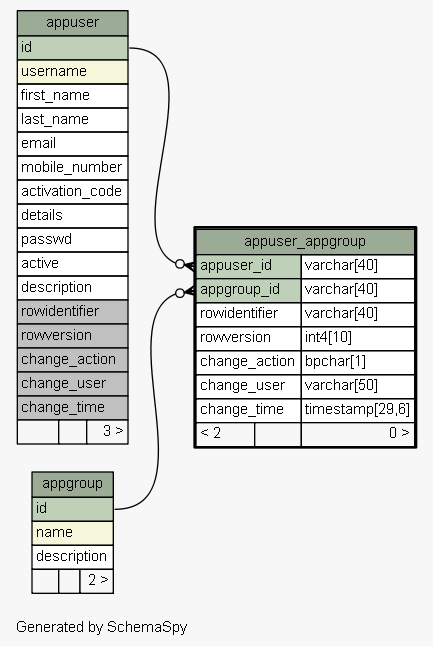 appuser
id
username
first_name
last_name
email
mobile_number
activation_code
details
passwd
active
description
rowidentifier
rowversion
change_action
change_user
change_time
3 >
appuser_appgroup
appuser_id varchar[40]
appgroup_id varchar[40]
rowidentifier varchar[40]
rowversion int4[10]
change_action bpchar[1]
change_user varchar[50]
change_time timestamp[29,6]
< 2 0 >
appgroup
id
name
description
2 >
Generated by SchemaSpy